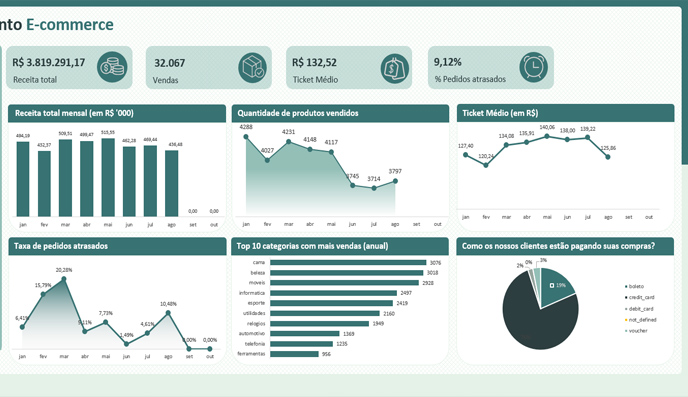 nto E-commerce
R$ 3.819.291,17
Receita total
32.067
Vendas
R$ 132,52
Ticket Médio
9,12%
% Pedidos atrasados
Receita total mensal (em R$ '000)
509,51 489,47 515,35
432,37 462,28 469,44 436,48
0,00 0,00
jan fev mar abr mai jun jul ago set out
Quantidade de produtos vendidos
4288 4027 4231 4148 4117 3745 3714 3797
jan fev mar abr mai jun jul ago set out
Ticket Médio (em R$)
127,40 120,24 134,08 135,91 140,06 138,00 139,22 125,86
jan fev mar abr mai jun jul ago set out
Taxa de pedidos atrasados
6,41% 15,79% 20,28% 7,73% 4,61% 10,48% 0,00% 0,00%
jan fev mar abr mai jun jul ago set out
Top 10 categorias com mais vendas (anual)
cama 3076
beleza 3018
moveis 2928
informatica 2497
esporte 2419
utilidades 2160
relogios 1949
automotivo 1369
telefonia 1235
ferramentas 956
Como os nossos clientes estão pagando suas compras?
2% 0% 3%
19%
boleto
credit_card
debit_card
not_defined
voucher